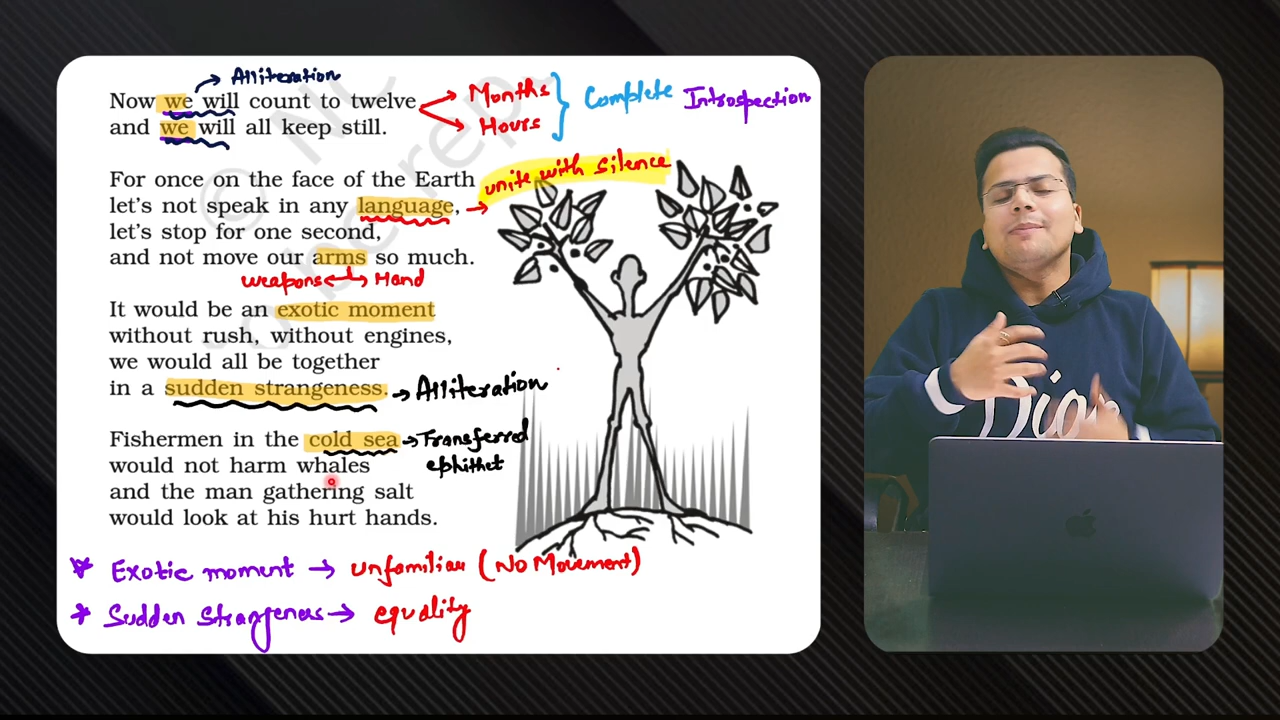 Alliteration
Now we will count to twelve
and we will all keep still.
Months
Hours
Complete Introspection
For once on the face of the Earth
let's not speak in any language,
unite with silence
let's stop for one second,
and not move our arms so much.
weapons Hand
It would be an exotic moment
without rush, without engines,
we would all be together
in a sudden strangeness. Alliteration
Fishermen in the cold sea Transferred
ephithet
would not harm whales
and the man gathering salt
would look at his hurt hands.
* Exotic moment → unfamiliar (No Movement)
* Sudden Strangeness → equality
Dior